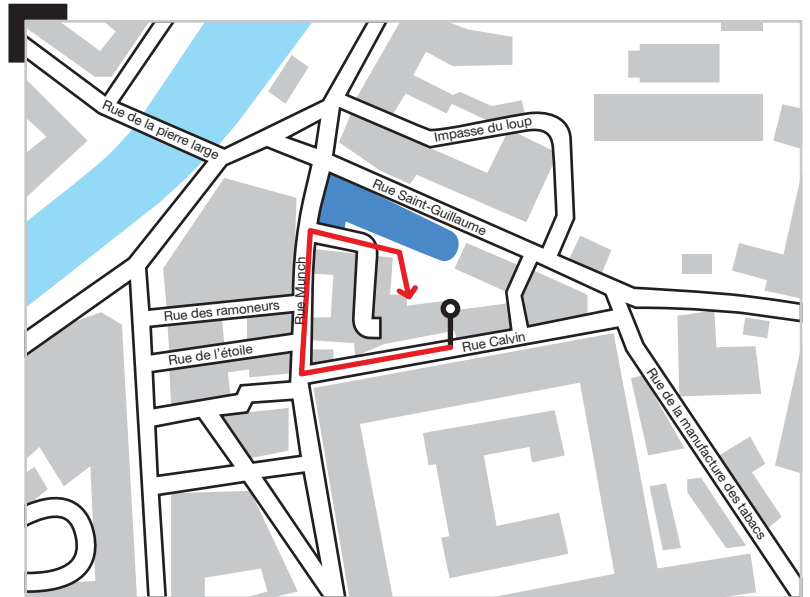 Rue de la pierre large
Impasse du loup
Rue Saint-Guillaume
Rue Munch
Rue des ramoneurs
Rue de l'étoile
Rue Calvin
Rue de la manufacture des tabacs